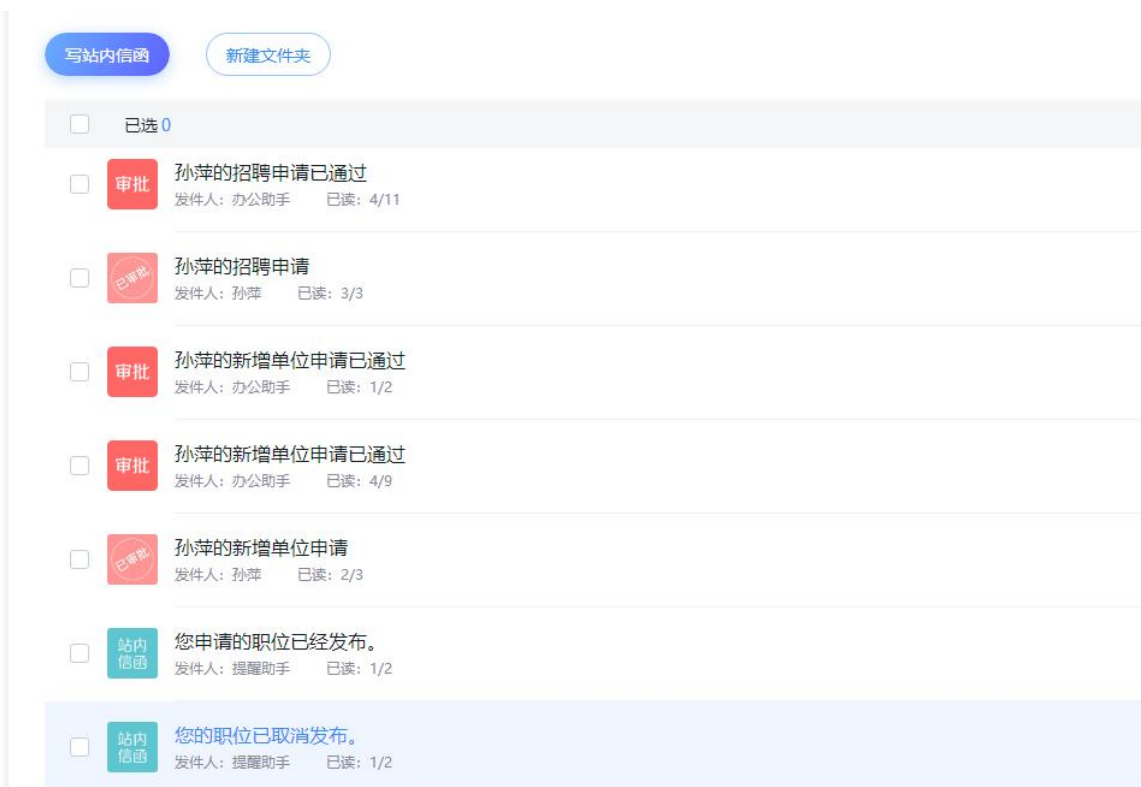 写站内信函
新建文件夹
已选0
审批
孙萍的招聘申请已通过
发件人：办公助手 已读：4/11
已审批
孙萍的招聘申请
发件人：孙萍 已读：3/3
审批
孙萍的新增单位申请已通过
发件人：办公助手 已读：1/2
审批
孙萍的新增单位申请已通过
发件人：办公助手 已读：4/9
已审批
孙萍的新增单位申请
发件人：孙萍 已读：2/3
站内
信函
您申请的职位已经发布。
发件人：提醒助手 已读：1/2
站内
信函
您的职位已取消发布。
发件人：提醒助手 已读：1/2